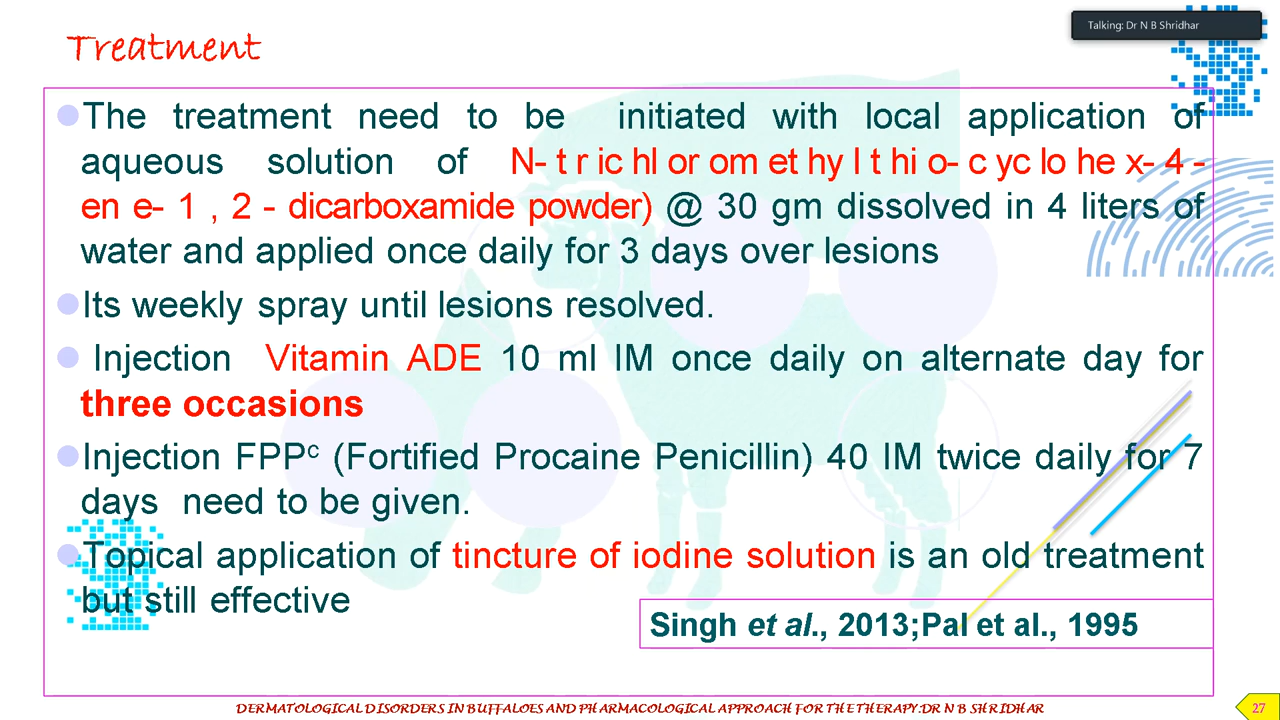 Talking: Dr N B Shridhar
Treatment
The treatment need to be initiated with local application of
aqueous solution of N- t r ic hl or om et hy l t hi o- c yc lo he x- 4 -
en e- 1 , 2 - dicarboxamide powder) @ 30 gm dissolved in 4 liters of
water and applied once daily for 3 days over lesions
Its weekly spray until lesions resolved.
Injection Vitamin ADE 10 ml IM once daily on alternate day for
three occasions
Injection FPPc (Fortified Procaine Penicillin) 40 IM twice daily for 7
days need to be given.
Topical application of tincture of iodine solution is an old treatment
but still effective
Singh et al., 2013;Pal et al., 1995
DERMATOLOGICAL DISORDERS IN BUFFALOES AND PHARMACOLOGICAL APPROACH FOR THE THERAPY:DR N B SHRIDHAR
27